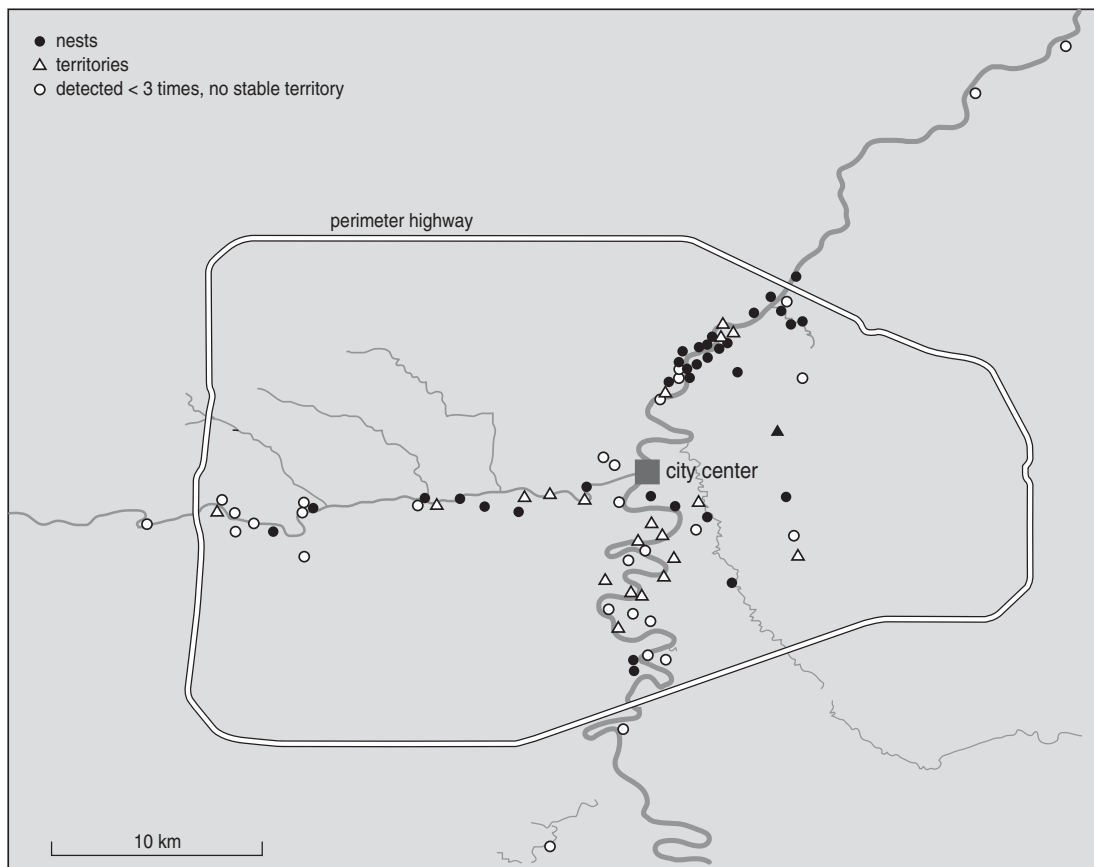 nests
territories
detected < 3 times, no stable territory
perimeter highway
city center
10 km